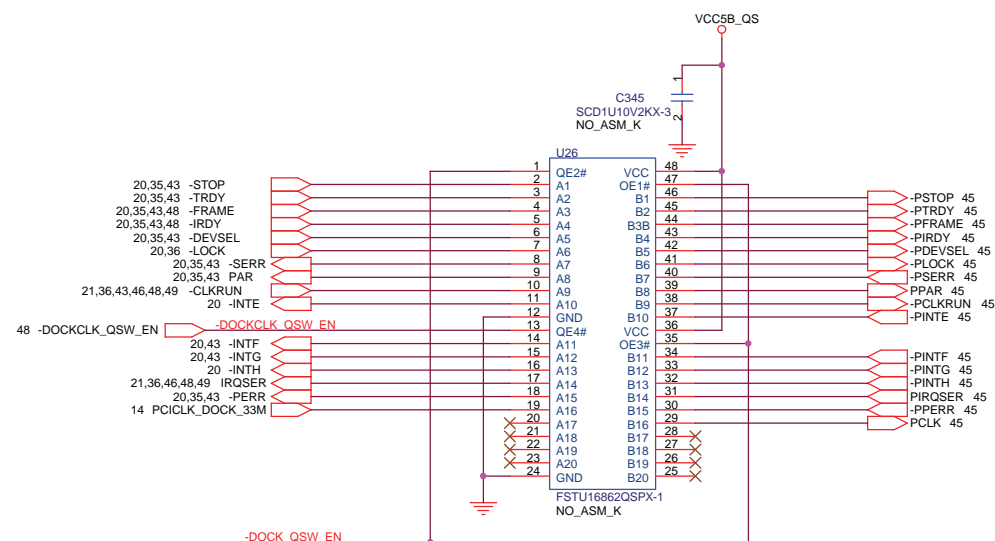 VCC5B_QS
1
C345
SCD1U10V2KX-3
NO_ASM_K
2
U26
1 QE2# VCC 48
20,35,43 -STOP 2 A1 OE1# 47
20,35,43 -TRDY 3 A2 B1 46 -PSTOP 45
20,35,43,48 -FRAME 4 A3 B2 45 -PTRDY 45
20,35,43,48 -IRDY 5 A4 B3B 44 -PFRAME 45
20,35,43 -DEVSEL 6 A5 B4 43 -PIRDY 45
20,36 -LOCK 7 A6 B5 42 -PDEVSEL 45
20,35,43 -SERR 8 A7 B6 41 -PLOCK 45
20,35,43 PAR 9 A8 B7 40 -PSERR 45
21,36,43,46,48,49 -CLKRUN 10 A9 B8 39 PPAR 45
20 -INTE 11 A10 B9 38 -PCLKRUN 45
12 GND B10 37 -PINTE 45
48 -DOCKCLK_QSW_EN -DOCKCLK_QSW_EN 13 QE4# VCC 36
20,43 -INTF 14 A11 OE3# 35
20,43 -INTG 15 A12 B11 34 -PINTF 45
20 -INTH 16 A13 B12 33 -PINTG 45
21,36,46,48,49 IRQSER 17 A14 B13 32 -PINTH 45
20,35,43 -PERR 18 A15 B14 31 PIRQSER 45
14 PCICLK_DOCK_33M 19 A16 B15 30 -PPERR 45
20 A17 B16 29 PCLK 45
21 A18 B17 28
22 A19 B18 27
23 A20 B19 26
24 GND B20 25
FSTU16862QSPX-1
NO_ASM_K
-DOCK_QSW_EN